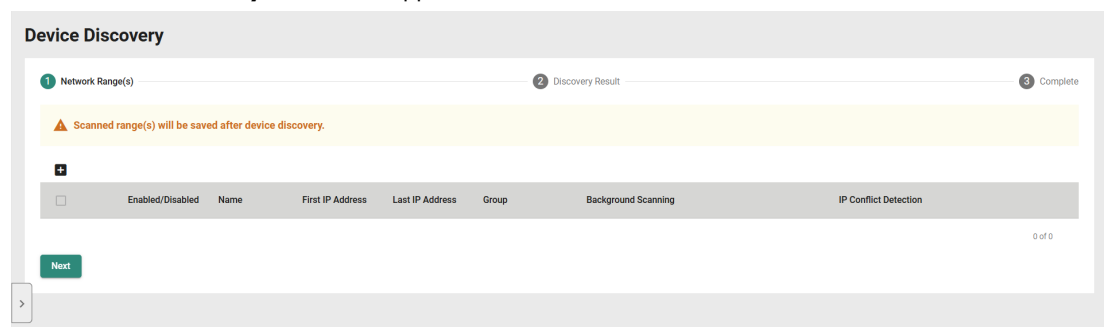 Device Discovery
1 Network Range(s) 2 Discovery Result 3 Complete
Scanned range(s) will be saved after device discovery.
Enabled/Disabled Name First IP Address Last IP Address Group Background Scanning IP Conflict Detection
0 of 0
Next